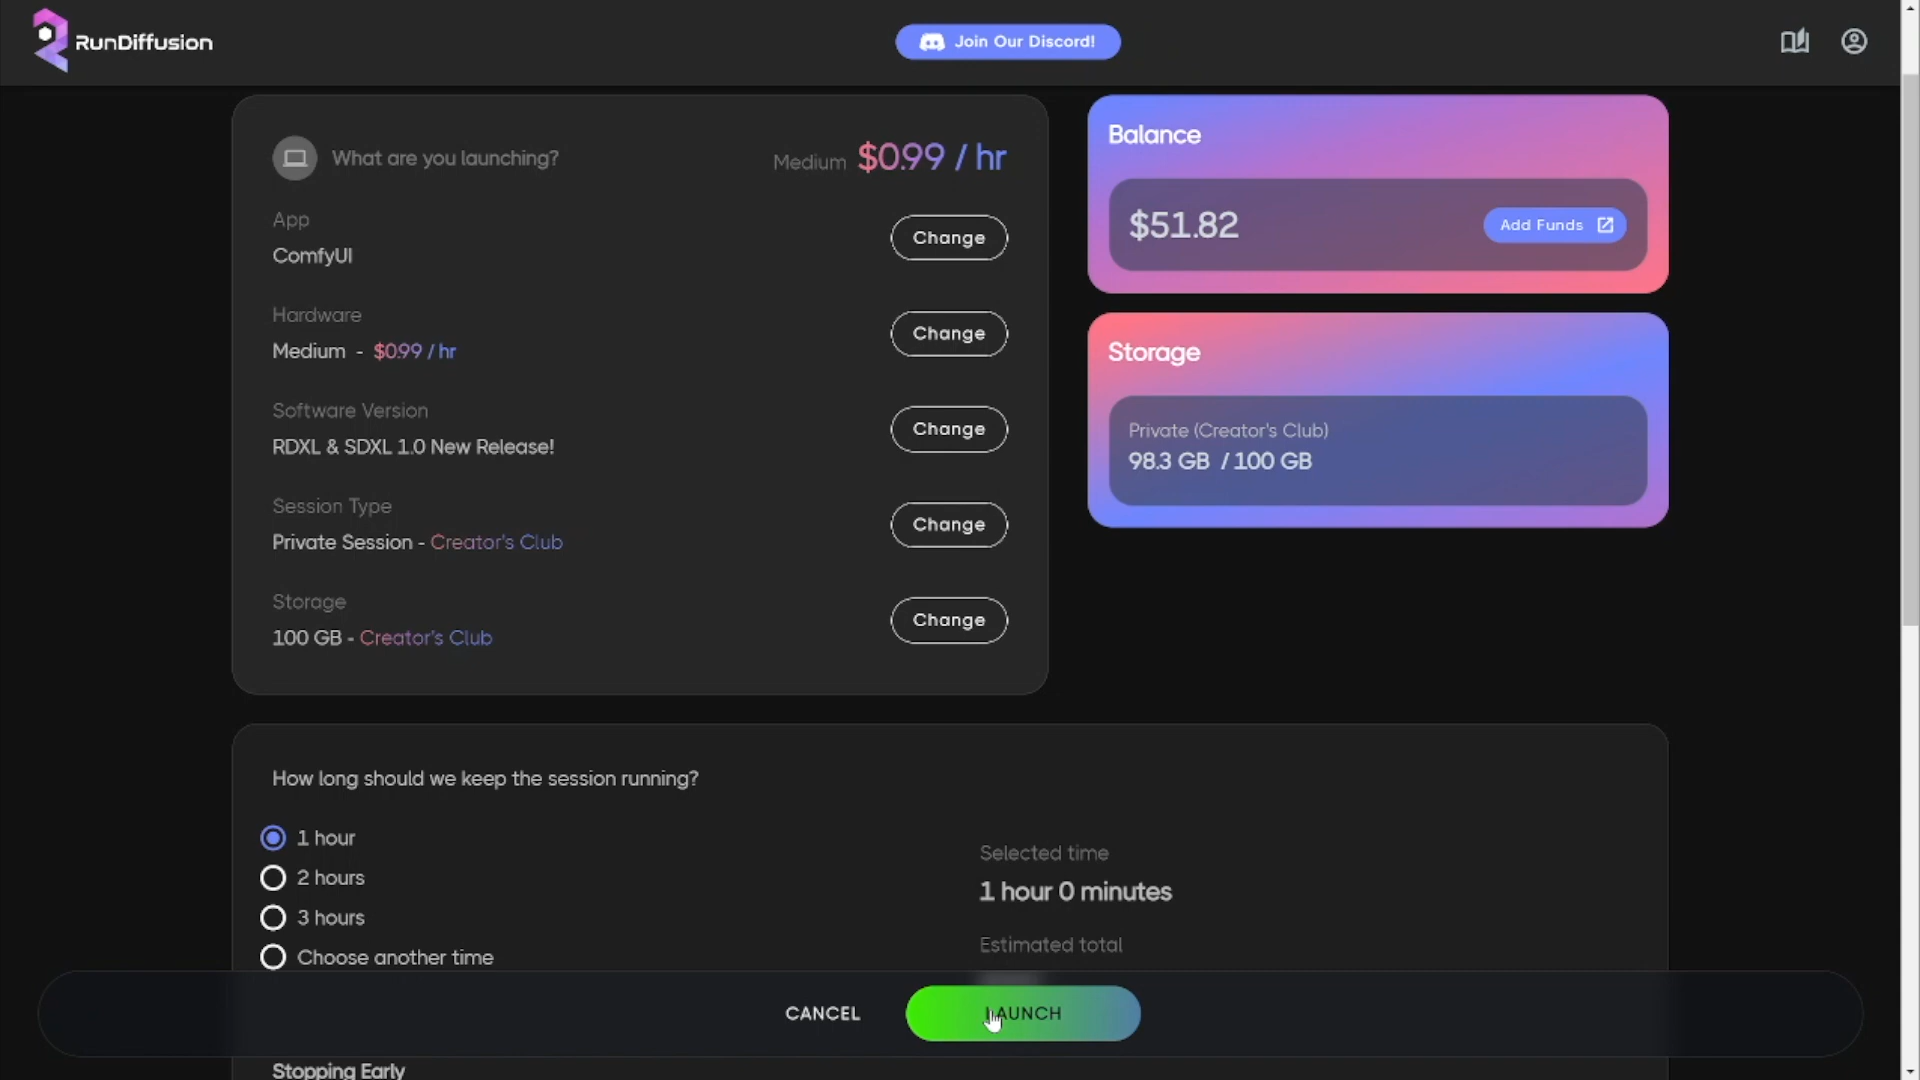 RunDiffusion
Join Our Discord!
What are you launching?
Medium $0.99 / hr
App
ComfyUI
Change
Hardware
Medium - $0.99 / hr
Change
Software Version
RDXL & SDXL 1.0 New Release!
Change
Session Type
Private Session - Creator's Club
Change
Storage
100 GB - Creator's Club
Change
Balance
$51.82
Add Funds
Storage
Private (Creator's Club)
98.3 GB / 100 GB
How long should we keep the session running?
1 hour
2 hours
3 hours
Choose another time
Selected time
1 hour 0 minutes
Estimated total
CANCEL
LAUNCH
Stopping Early